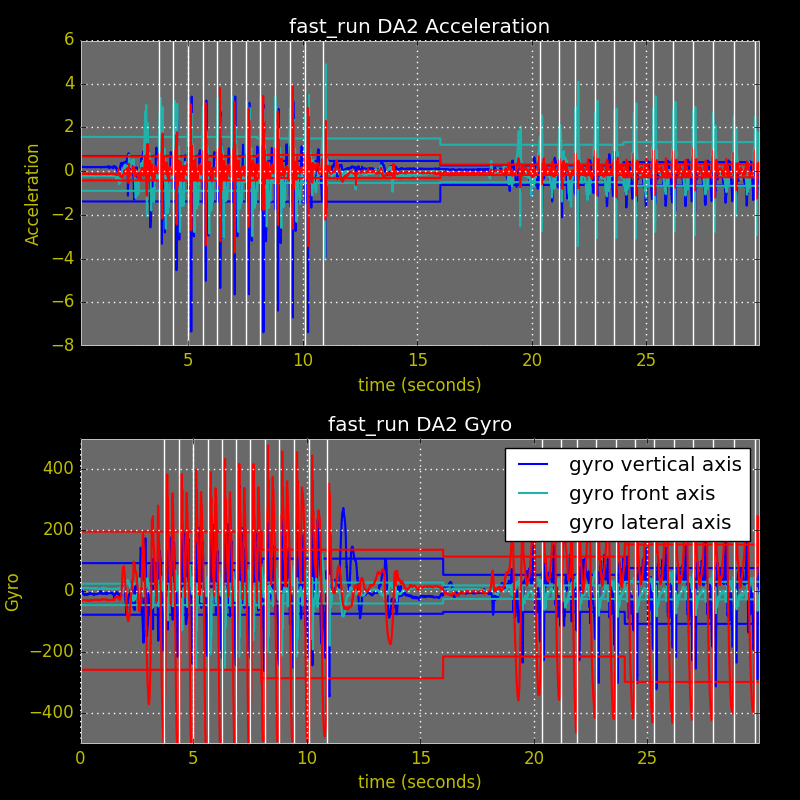 fast_run DA2 Acceleration
6
4
2
0
−2
−4
−6
−8
Acceleration
5 10 15 20 25
time (seconds)
fast_run DA2 Gyro
400
200
0
−200
−400
Gyro
gyro vertical axis
gyro front axis
gyro lateral axis
0 5 10 15 20 25
time (seconds)